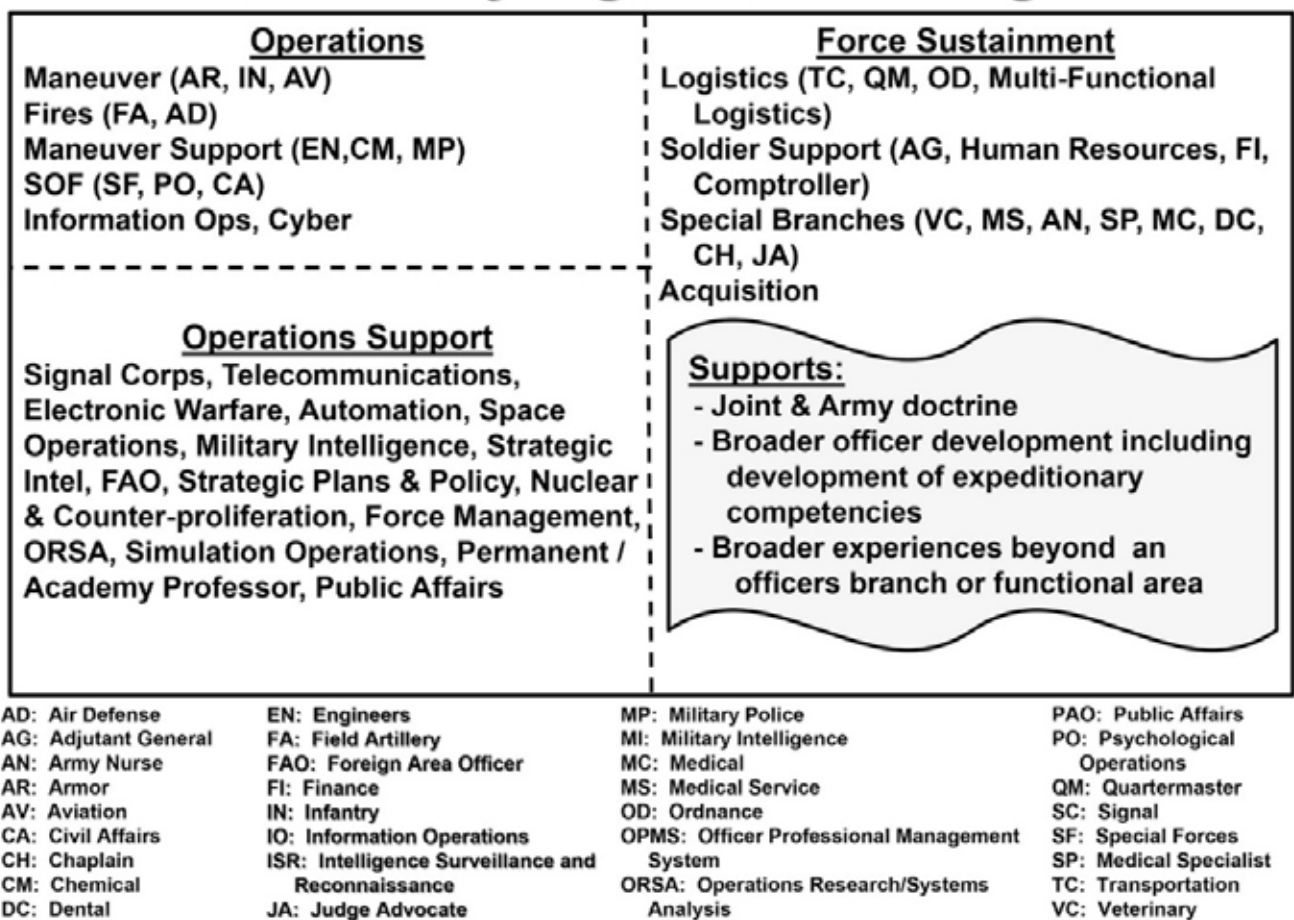 Operations
Maneuver (AR, IN, AV)
Fires (FA, AD)
Maneuver Support (EN,CM, MP)
SOF (SF, PO, CA)
Information Ops, Cyber
Operations Support
Signal Corps, Telecommunications,
Electronic Warfare, Automation, Space
Operations, Military Intelligence, Strategic
Intel, FAO, Strategic Plans & Policy, Nuclear
& Counter-proliferation, Force Management,
ORSA, Simulation Operations, Permanent /
Academy Professor, Public Affairs
Force Sustainment
Logistics (TC, QM, OD, Multi-Functional
Logistics)
Soldier Support (AG, Human Resources, FI,
Comptroller)
Special Branches (VC, MS, AN, SP, MC, DC,
CH, JA)
Acquisition
Supports:
- Joint & Army doctrine
- Broader officer development including
development of expeditionary
competencies
- Broader experiences beyond an
officers branch or functional area
AD: Air Defense
AG: Adjutant General
AN: Army Nurse
AR: Armor
AV: Aviation
CA: Civil Affairs
CH: Chaplain
CM: Chemical
DC: Dental
EN: Engineers
FA: Field Artillery
FAO: Foreign Area Officer
FI: Finance
IN: Infantry
IO: Information Operations
ISR: Intelligence Surveillance and
Reconnaissance
JA: Judge Advocate
MP: Military Police
MI: Military Intelligence
MC: Medical
MS: Medical Service
OD: Ordnance
OPMS: Officer Professional Management
System
ORSA: Operations Research/Systems
Analysis
PAO: Public Affairs
PO: Psychological
Operations
QM: Quartermaster
SC: Signal
SF: Special Forces
SP: Medical Specialist
TC: Transportation
VC: Veterinary